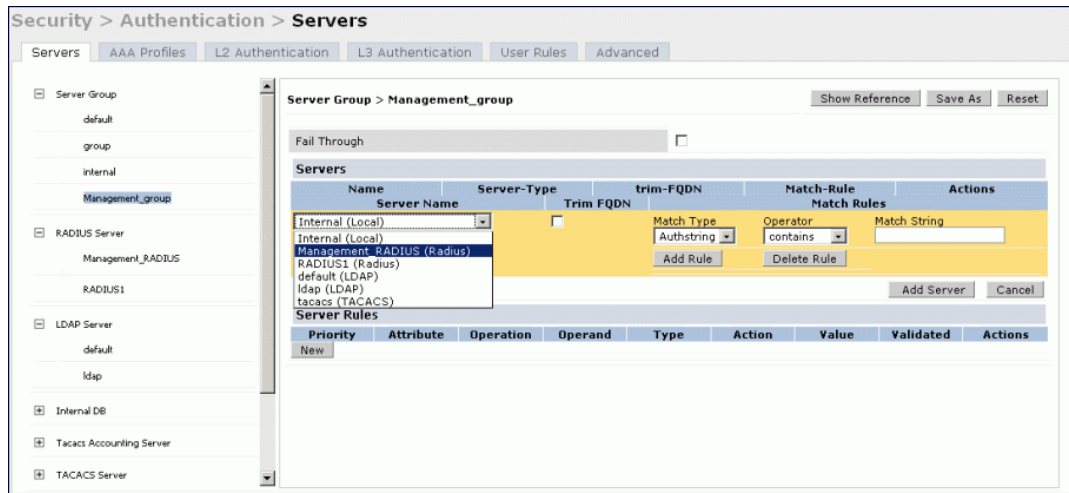 Security > Authentication > Servers
Servers AAA Profiles L2 Authentication L3 Authentication User Rules Advanced
Server Group
default
group
internal
Management_group
RADIUS Server
Management_RADIUS
RADIUS1
LDAP Server
default
ldap
Internal DB
Tacacs Accounting Server
TACACS Server
Server Group > Management_group Show Reference Save As Reset
Fail Through
Servers
Name Server-Type trim-FQDN Match-Rule Actions
Server Name Trim FQDN Match Rules
Internal (Local) Match Type Operator Match String
Authstring contains
Internal (Local)
Management_RADIUS (Radius)
RADIUS1 (Radius)
default (LDAP)
ldap (LDAP)
tacacs (TACACS)
Add Rule Delete Rule
Add Server Cancel
Server Rules
Priority Attribute Operation Operand Type Action Value Validated Actions
New